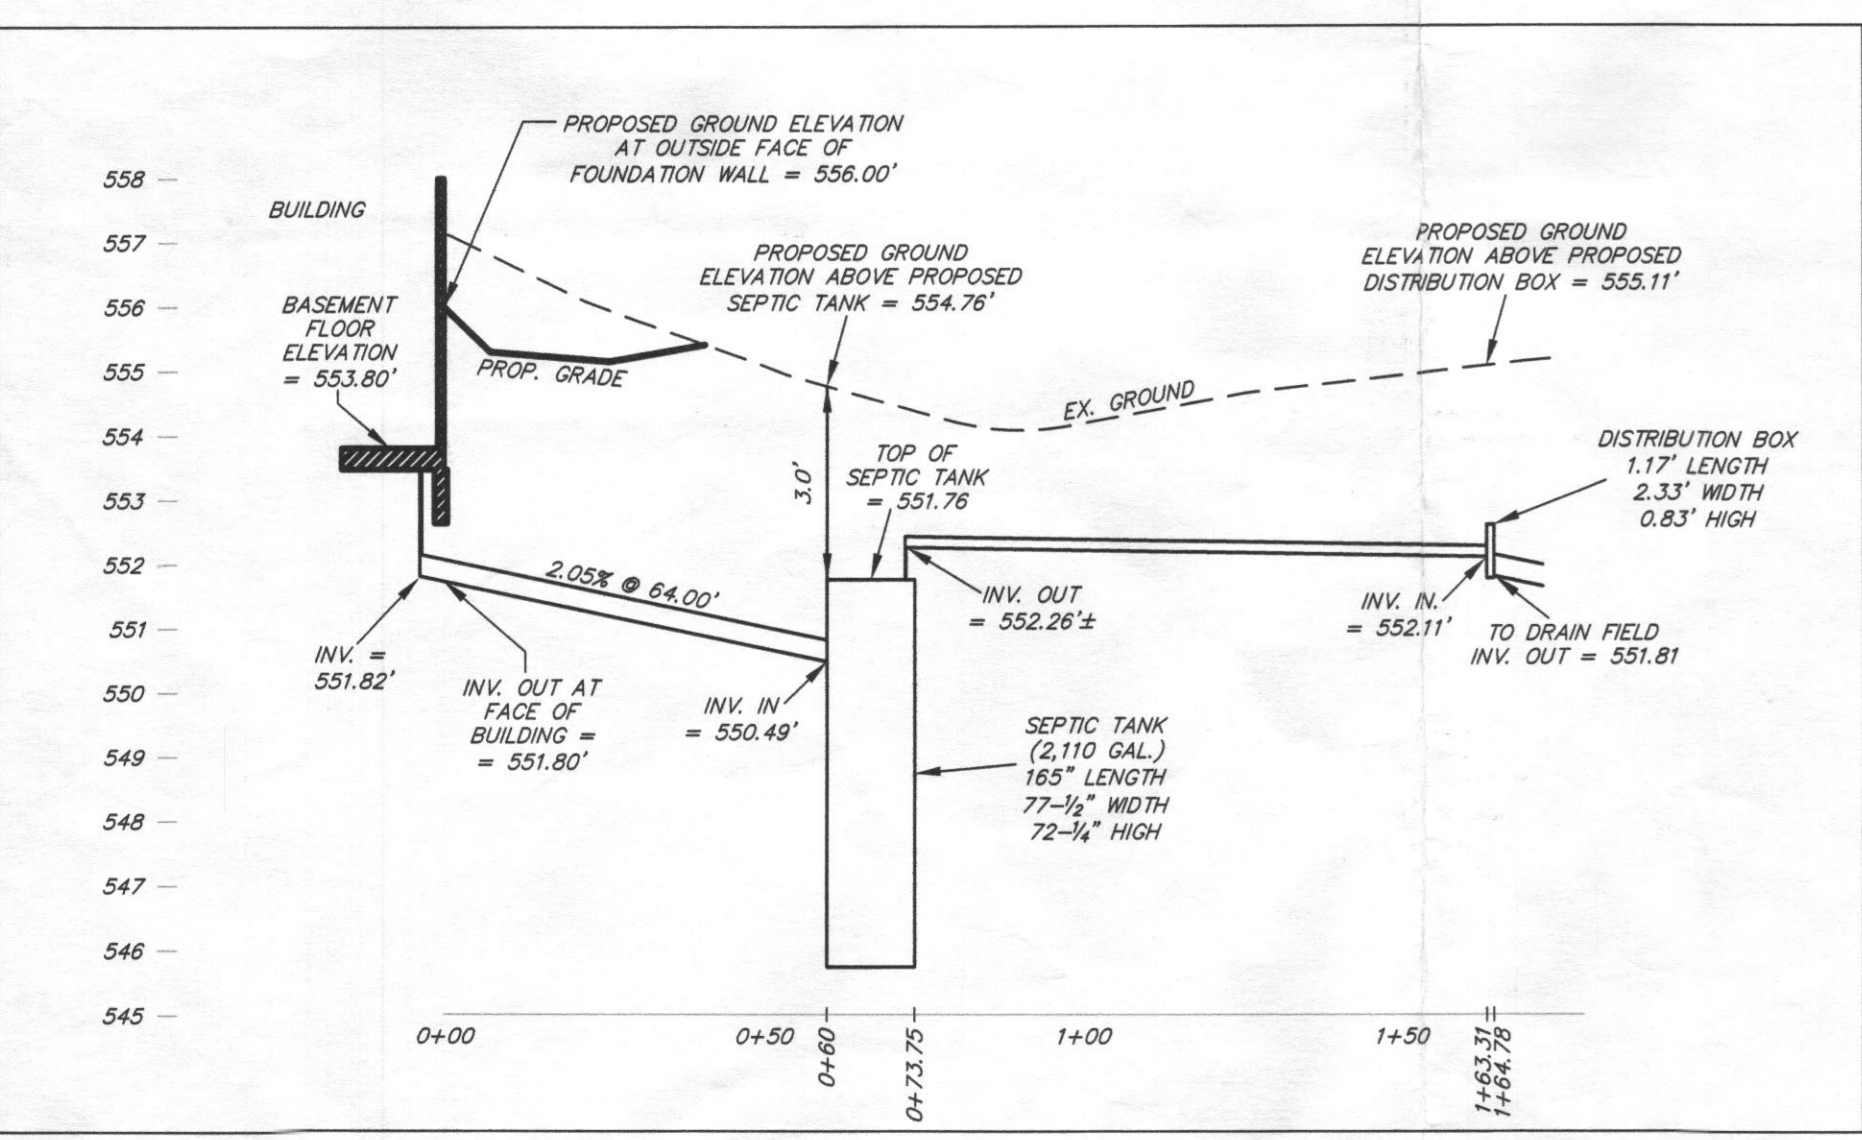 PROPOSED GROUND ELEVATION
AT OUTSIDE FACE OF
FOUNDATION WALL = 556.00'
558
BUILDING
557
PROPOSED GROUND
ELEVATION ABOVE PROPOSED
SEPTIC TANK = 554.76'
PROPOSED GROUND
ELEVATION ABOVE PROPOSED
DISTRIBUTION BOX = 555.11'
556
BASEMENT
FLOOR
ELEVATION
= 553.80'
555
PROP. GRADE
EX. GROUND
554
3.0'
TOP OF
SEPTIC TANK
= 551.76
DISTRIBUTION BOX
1.17' LENGTH
2.33' WIDTH
0.83' HIGH
553
552
2.05% @ 64.00'
INV. OUT
= 552.26'±
INV. IN.
= 552.11'
TO DRAIN FIELD
INV. OUT = 551.81
551
INV. =
551.82'
INV. OUT AT
FACE OF
BUILDING =
= 551.80'
INV. IN
= 550.49'
550
SEPTIC TANK
(2,110 GAL.)
165" LENGTH
77-1/2" WIDTH
72-1/4" HIGH
549
548
547
546
545
0+00
0+50
0+60
0+73.75
1+00
1+50
1+63.31
1+64.78